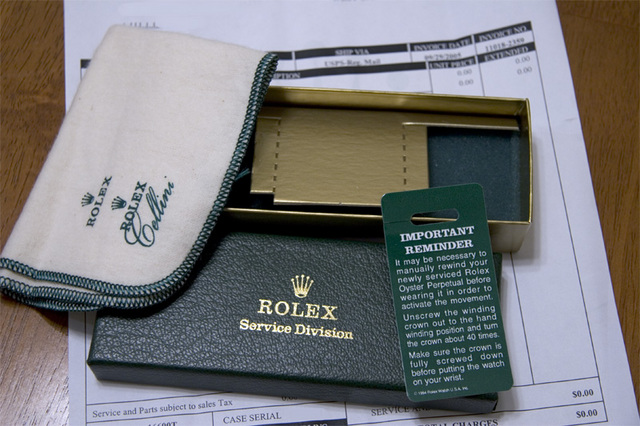 SHIP VIA
INVOICE DATE
INVOICE NO.
USPS-Reg. Mail
09/28/2005
11018-2359
UNIT PRICE
EXTENDED
0.00
0.00
0.00
0.00
ROLEX
ROLEX
Cellini
IMPORTANT
REMINDER
It may be necessary to
manually rewind your
newly serviced Rolex
Oyster Perpetual before
wearing it in order to
activate the movement.
Unscrew the winding
crown out to the hand
winding position and turn
the crown about 40 times.
Make sure the crown is
fully screwed down
before putting the watch
on your wrist.
ROLEX
Service Division
Service and Parts subject to sales Tax
CASE SERIAL
$0.00
$0.00